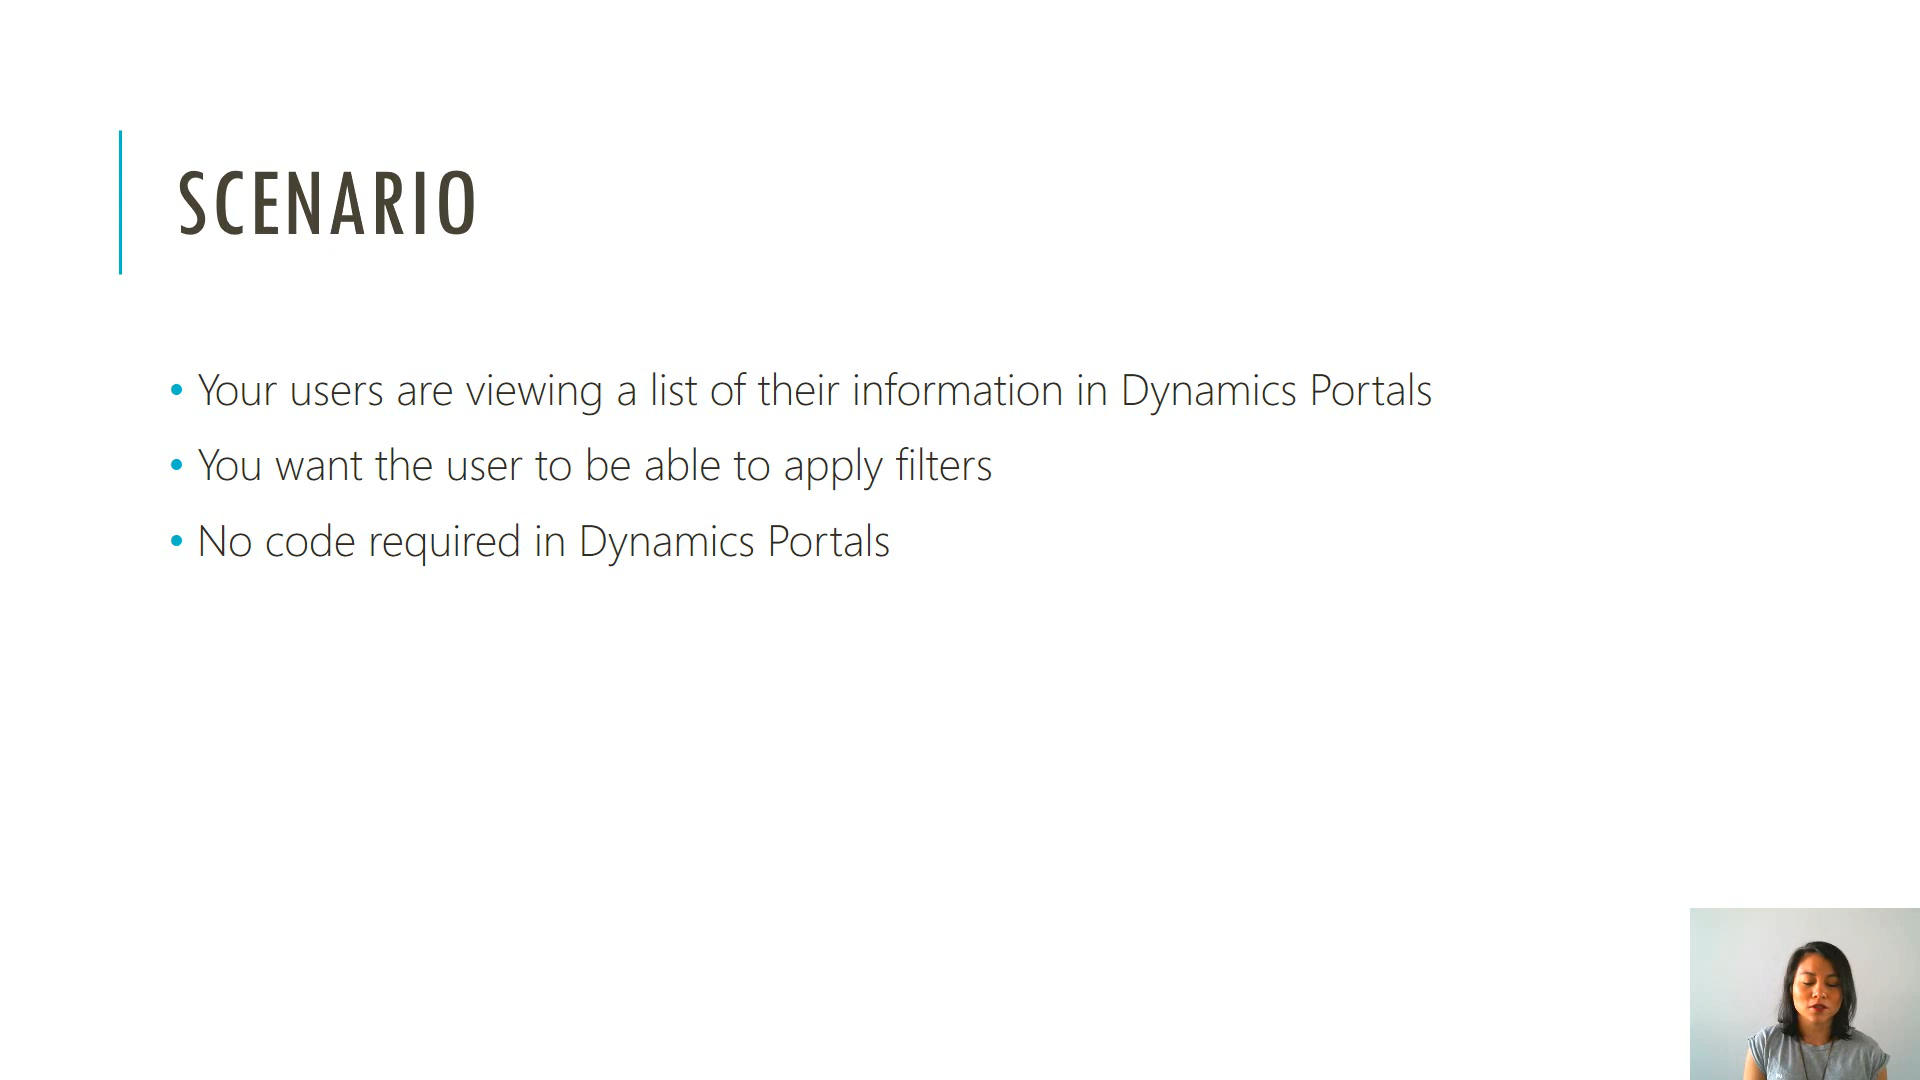 SCENARIO
• Your users are viewing a list of their information in Dynamics Portals
• You want the user to be able to apply filters
• No code required in Dynamics Portals